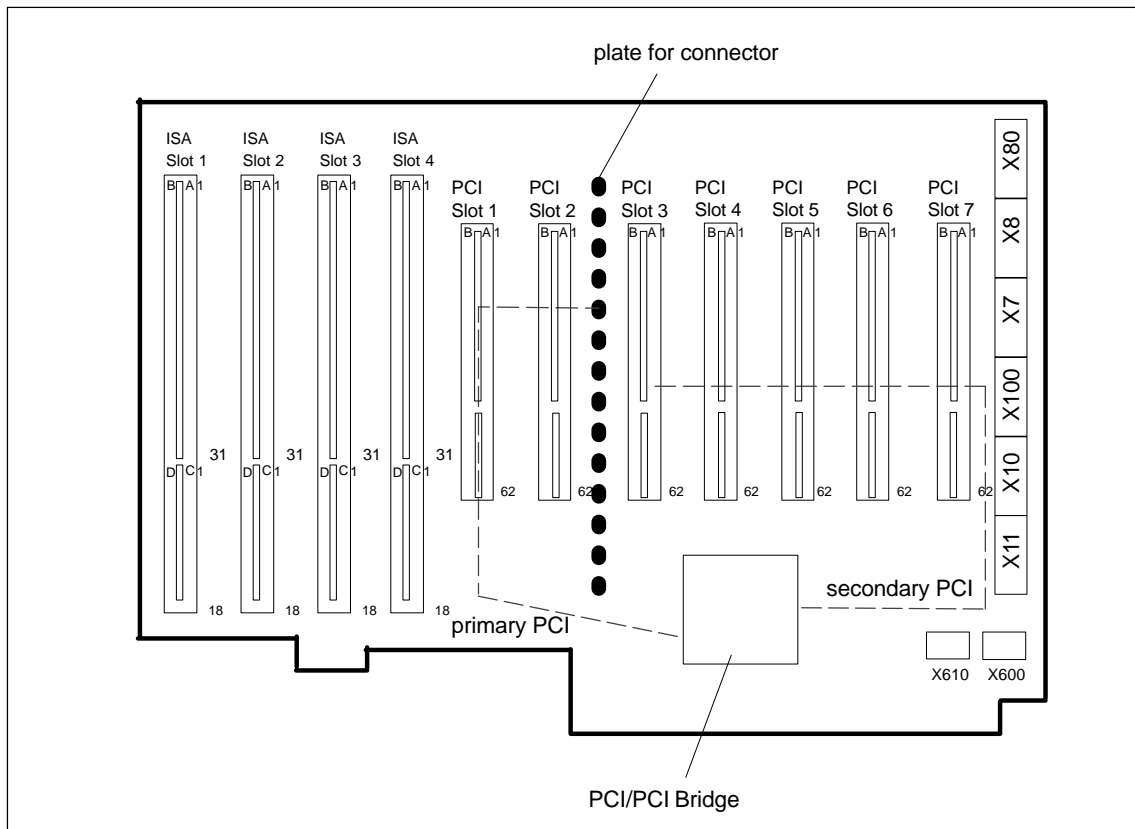 plate for connector
ISA
Slot 1
ISA
Slot 2
ISA
Slot 3
ISA
Slot 4
PCI
Slot 1
PCI
Slot 2
PCI
Slot 3
PCI
Slot 4
PCI
Slot 5
PCI
Slot 6
PCI
Slot 7
B A 1
B A 1
B A 1
B A 1
B A 1
B A 1
B A 1
B A 1
B A 1
B A 1
B A 1
31
31
31
31
D C 1
D C 1
D C 1
D C 1
62
62
62
62
62
62
62
18
18
18
18
X80
X8
X7
X100
X10
X11
primary PCI
secondary PCI
X610
X600
PCI/PCI Bridge